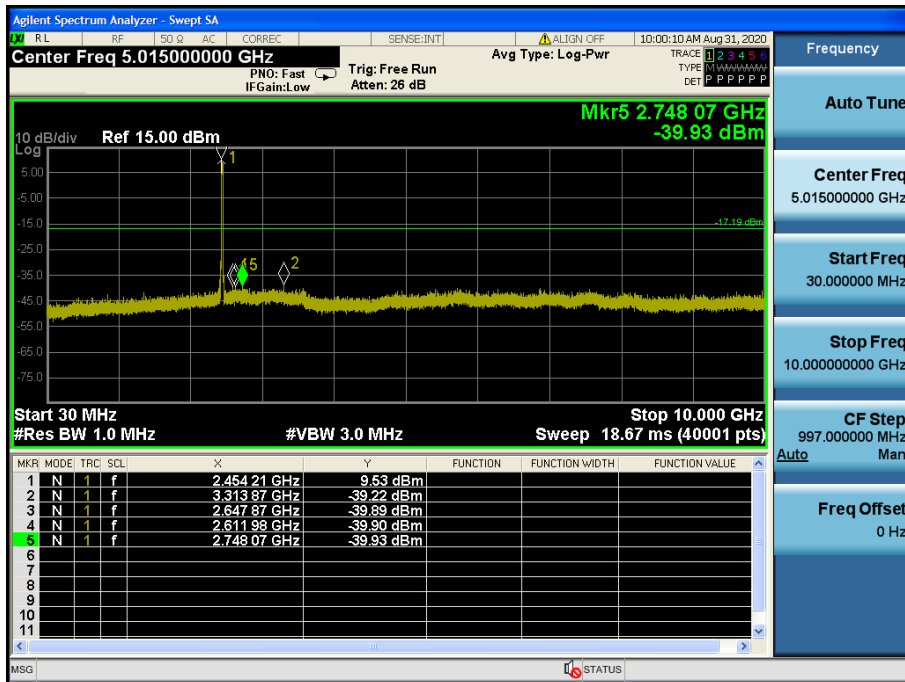 Agilent Spectrum Analyzer - Swept SA
LXI RL RF 50 Ω AC CORREC SENSE:INT ALIGN OFF 10:00:10 AM Aug 31, 2020
Center Freq 5.015000000 GHz
PNO: Fast
IFGain:Low
Trig: Free Run
Atten: 26 dB
Avg Type: Log-Pwr
TRACE 1 2 3 4 5 6
TYPE M WWWWW
DET P P P P P P
Mkr5 2.748 07 GHz
-39.93 dBm
10 dB/div Ref 15.00 dBm
Log
1
5.00
-5.00
-15.0
-17.19 dBm
-25.0
5
2
-35.0
-45.0
-55.0
-65.0
-75.0
Start 30 MHz Stop 10.000 GHz
#Res BW 1.0 MHz #VBW 3.0 MHz Sweep 18.67 ms (40001 pts)
MKR MODE TRC SCL X Y FUNCTION FUNCTION WIDTH FUNCTION VALUE
1 N 1 f 2.454 21 GHz 9.53 dBm
2 N 1 f 3.313 87 GHz -39.22 dBm
3 N 1 f 2.647 87 GHz -39.89 dBm
4 N 1 f 2.611 98 GHz -39.90 dBm
5 N 1 f 2.748 07 GHz -39.93 dBm
6
7
8
9
10
11
MSG STATUS
Frequency
Auto Tune
Center Freq
5.015000000 GHz
Start Freq
30.000000 MHz
Stop Freq
10.000000000 GHz
CF Step
997.000000 MHz
Auto Man
Freq Offset
0 Hz